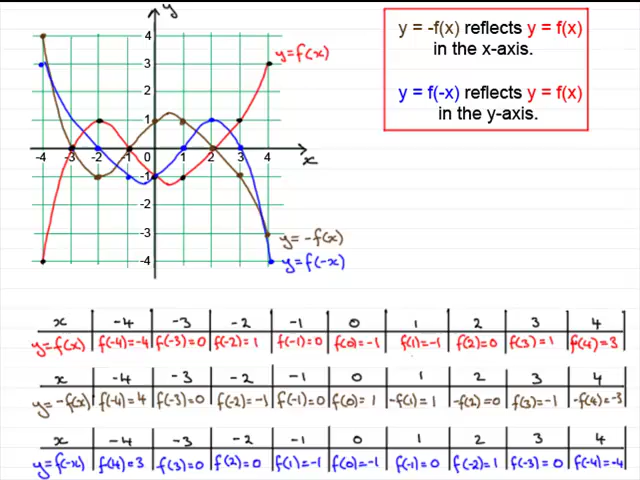 y
4
3
2
1
-4 -3 -2 -1 0 1 2 3 4
x
-1
-2
-3
-4
y=f(x)
y=-f(x)
y=f(-x)
y = -f(x) reflects y = f(x)
in the x-axis.
y = f(-x) reflects y = f(x)
in the y-axis.
x -4 -3 -2 -1 0 1 2 3 4
y=f(x) f(-4)=-4 f(-3)=0 f(-2)=1 f(-1)=0 f(0)=-1 f(1)=-1 f(2)=0 f(3)=1 f(4)=3
x -4 -3 -2 -1 0 1 2 3 4
y=-f(x) f(-4)=4 f(-3)=0 f(-2)=-1 f(-1)=0 f(0)=1 -f(1)=1 -f(2)=0 f(3)=-1 -f(4)=-3
x -4 -3 -2 -1 0 1 2 3 4
y=f(-x) f(4)=3 f(3)=0 f(2)=0 f(1)=-1 f(0)=-1 f(-1)=0 f(-2)=1 f(-3)=0 f(-4)=-4